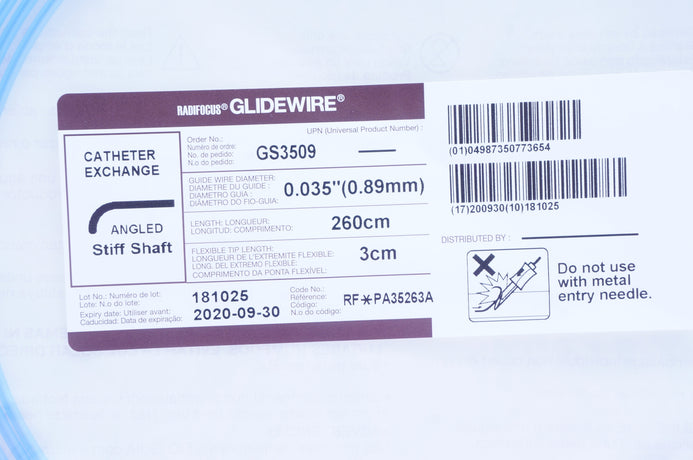 RADIFOCUS® GLIDEWIRE®
CATHETER
EXCHANGE
ANGLED
Stiff Shaft
Order No.:
Numéro de ordre:
No. de pedido:
N.o do pedido:
GS3509
UPN (Universal Product Number) :
GUIDE WIRE DIAMETER:
DIAMETRE DU GUIDE :
DIÁMETRO GUIA :
DIÂMETRO DO FIO-GUIA:
0.035"(0.89mm)
LENGTH: LONGUEUR:
LONGITUD: COMPRIMENTO:
260cm
FLEXIBLE TIP LENGTH:
LONGUEUR DE L'EXTREMITE FLEXIBLE:
LONG. DEL EXTREMO FLEXIBLE:
COMPRIMENTO DA PONTA FLEXÍVEL:
3cm
Lot No.: Numéro de lot:
Lote: N.o do lote:
181025
Expiry date: Utiliser avant:
Caducidad: Data de expiração:
2020-09-30
Code No.:
Référence:
Código:
N.o do código:
RF*PA35263A
(01)04987350773654
(17)200930(10)181025
DISTRIBUTED BY :
Do not use
with metal
entry needle.